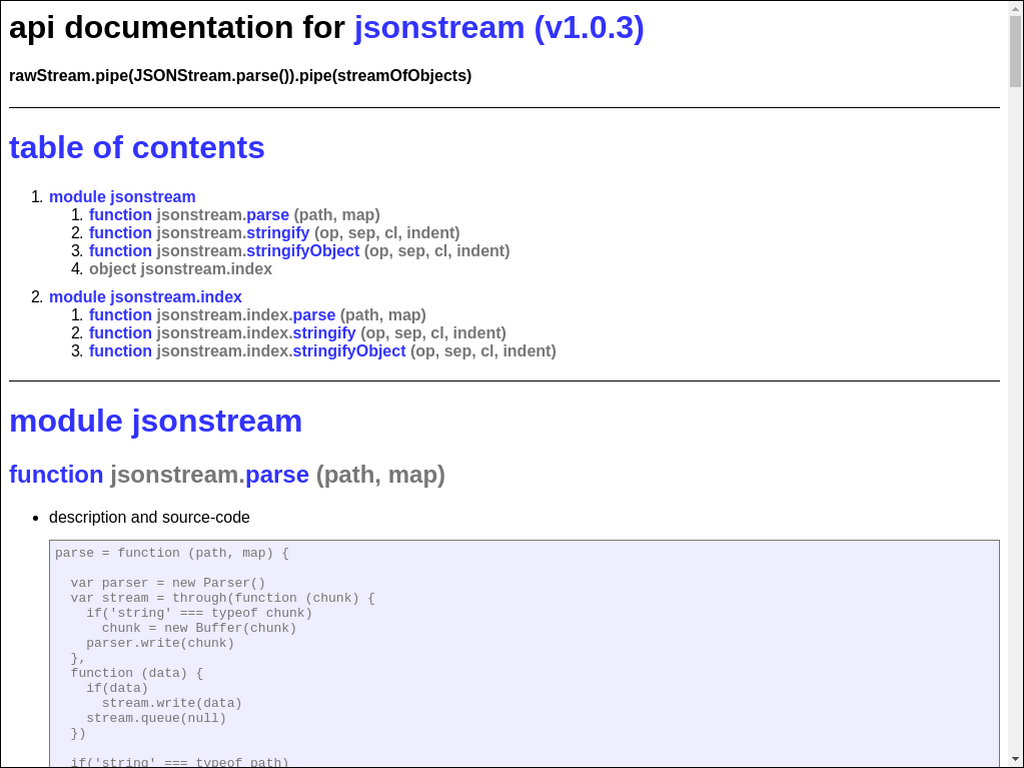 api documentation for jsonstream (v1.0.3)
rawStream.pipe(JSONStream.parse()).pipe(streamOfObjects)
table of contents
1. module jsonstream
1. function jsonstream.parse (path, map)
2. function jsonstream.stringify (op, sep, cl, indent)
3. function jsonstream.stringifyObject (op, sep, cl, indent)
4. object jsonstream.index
2. module jsonstream.index
1. function jsonstream.index.parse (path, map)
2. function jsonstream.index.stringify (op, sep, cl, indent)
3. function jsonstream.index.stringifyObject (op, sep, cl, indent)
module jsonstream
function jsonstream.parse (path, map)
• description and source-code
parse = function (path, map) {
  var parser = new Parser()
  var stream = through(function (chunk) {
    if('string' === typeof chunk)
      chunk = new Buffer(chunk)
    parser.write(chunk)
  },
  function (data) {
    if(data)
      stream.write(data)
    stream.queue(null)
  })
  if('string' === typeof path)